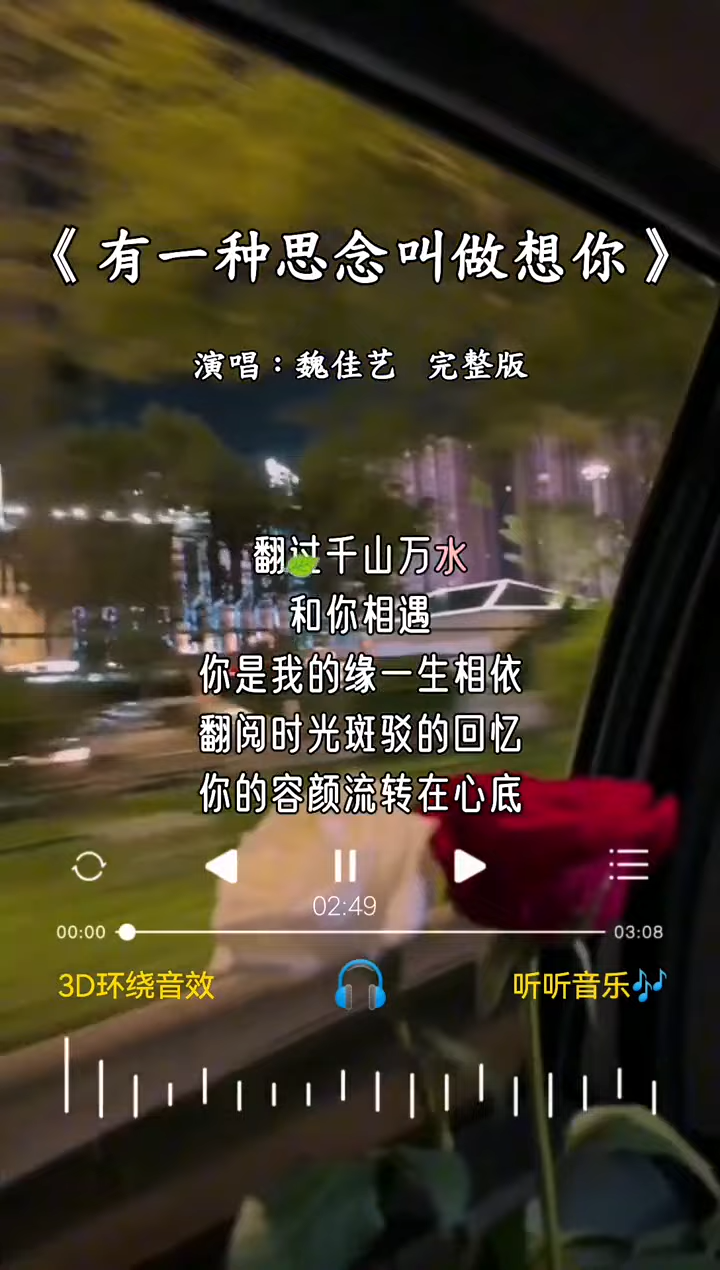 《有一种思念叫做想你》
演唱：魏佳艺 完整版
翻过千山万水
和你相遇
你是我的缘一生相依
翻阅时光斑驳的回忆
你的容颜流转在心底
02:49
00:00 03:08
3D环绕音效 听听音乐